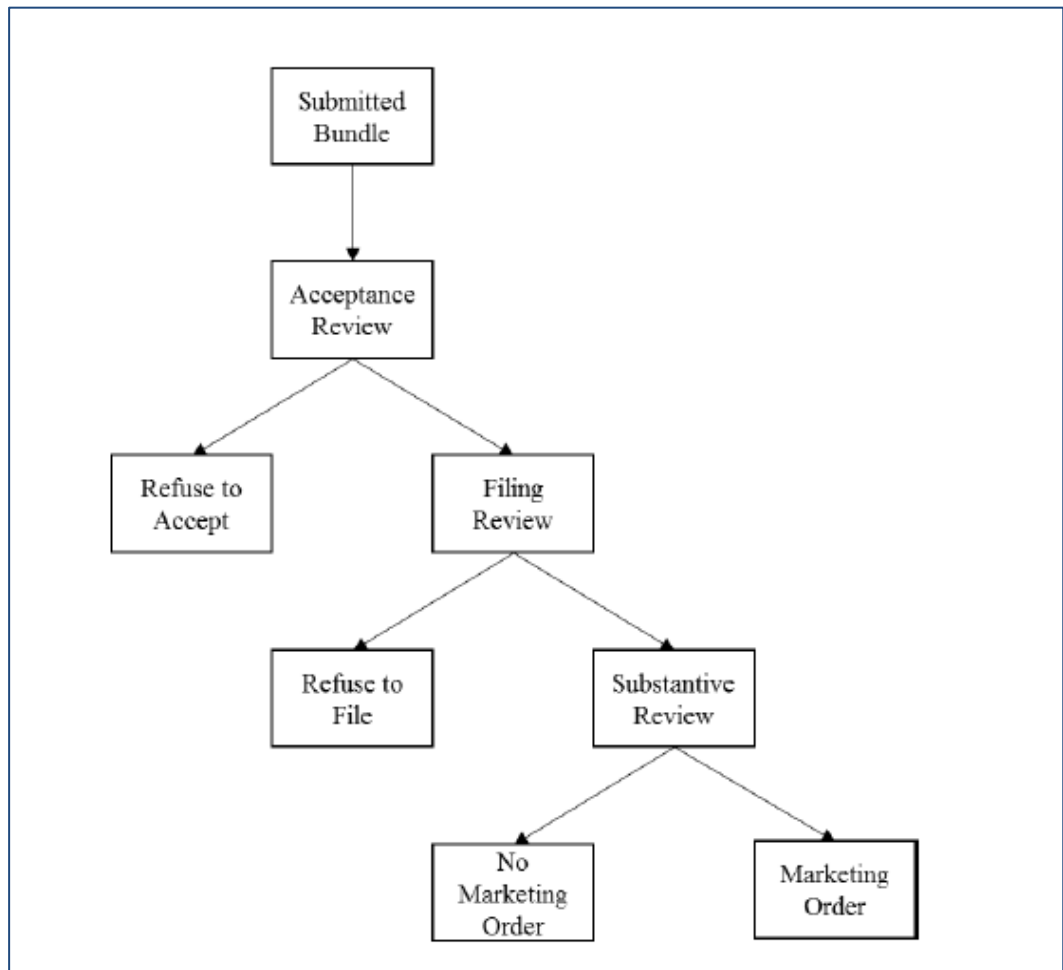 Submitted
Bundle
Acceptance
Review
Refuse to
Accept
Filing
Review
Refuse to
File
Substantive
Review
No
Marketing
Order
Marketing
Order